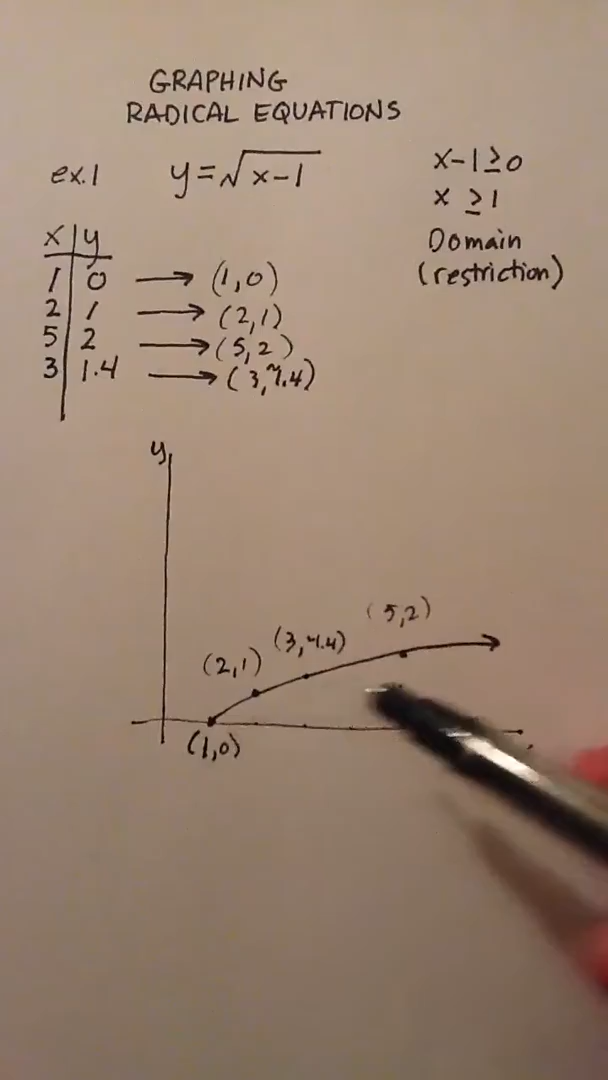 GRAPHING
RADICAL EQUATIONS
ex.1 y=√x-1
x-1≥0
x ≥1
Domain
(restriction)
x y
1 0 → (1,0)
2 1 → (2,1)
5 2 → (5,2)
3 1.4 → (3,~1.4)
y
(5,2)
(3,~1.4)
(2,1)
(1,0)